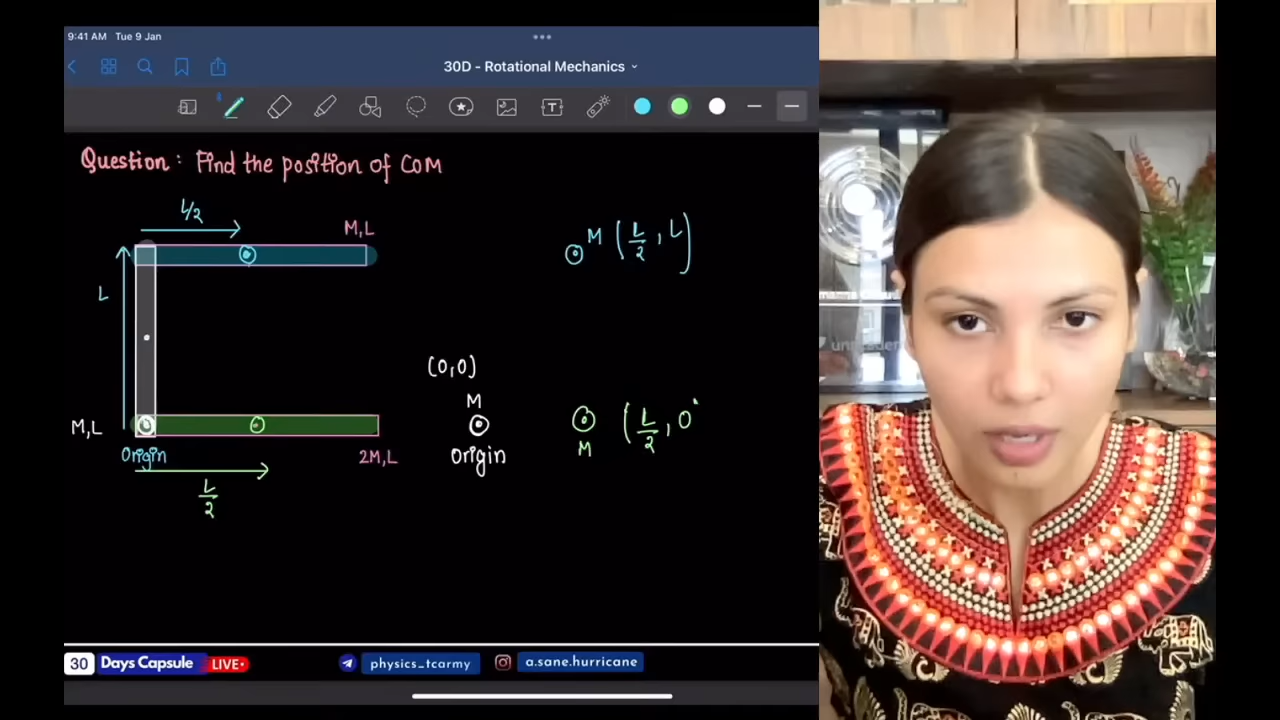 9:41 AM Tue 9 Jan
30D - Rotational Mechanics
Question: Find the position of COM
L/2
M, L
M (L/2, L)
L
(0,0)
M
M, L
Origin
2M, L
Origin
M
(L/2, 0
L/2
30 Days Capsule LIVE
physics_tcarmy
a.sane.hurricane